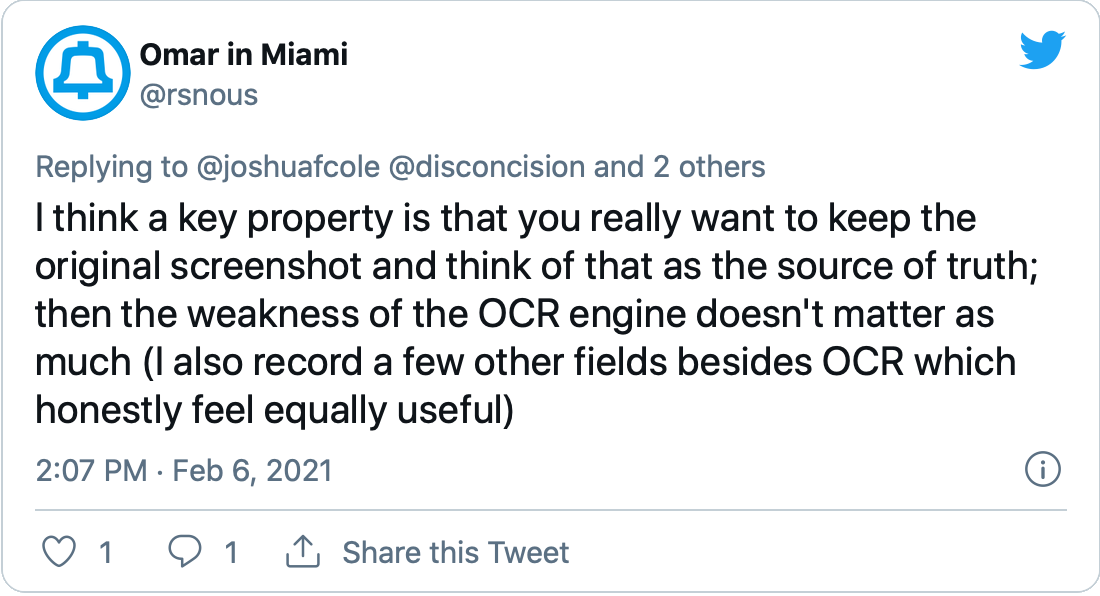 Omar in Miami
@rsnous
Replying to @joshuafcole @disconcision and 2 others
I think a key property is that you really want to keep the
original screenshot and think of that as the source of truth;
then the weakness of the OCR engine doesn't matter as
much (I also record a few other fields besides OCR which
honestly feel equally useful)
2:07 PM · Feb 6, 2021
1 1 Share this Tweet